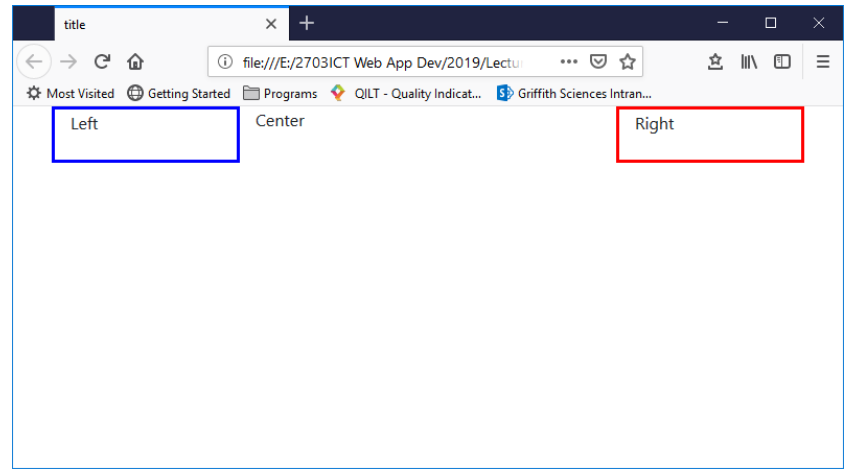 title
file:///E:/2703ICT Web App Dev/2019/Lectu
Most Visited Getting Started Programs QILT - Quality Indicat... Griffith Sciences Intran...
Left Center Right